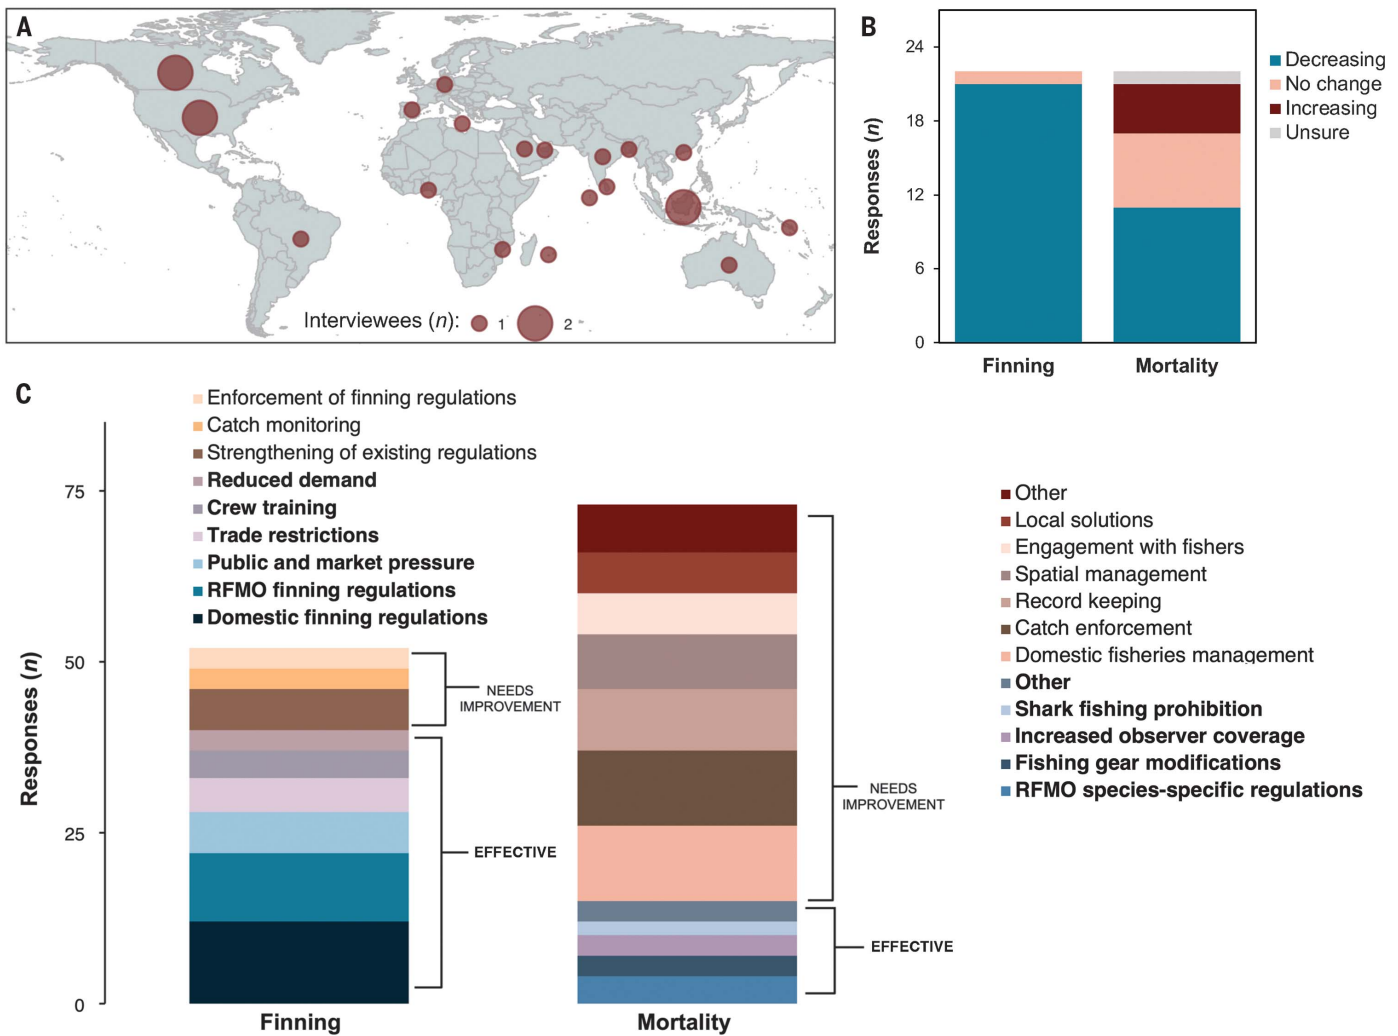 A
Interviewees (n):
1
2
B
24
18
12
6
0
Responses (n)
Finning
Mortality
Decreasing
No change
Increasing
Unsure
C
Enforcement of finning regulations
Catch monitoring
Strengthening of existing regulations
Reduced demand
Crew training
Trade restrictions
Public and market pressure
RFMO finning regulations
Domestic finning regulations
75
50
25
0
Responses (n)
NEEDS
IMPROVEMENT
EFFECTIVE
Finning
NEEDS
IMPROVEMENT
EFFECTIVE
Mortality
Other
Local solutions
Engagement with fishers
Spatial management
Record keeping
Catch enforcement
Domestic fisheries management
Other
Shark fishing prohibition
Increased observer coverage
Fishing gear modifications
RFMO species-specific regulations